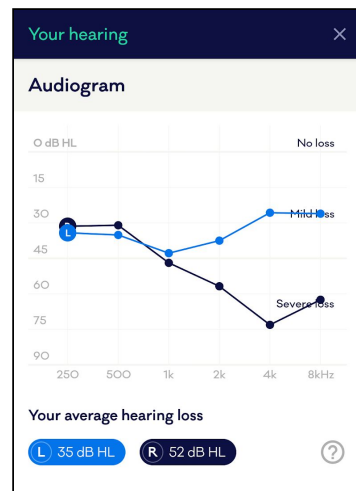 Your hearing
Audiogram
0 dB HL No loss
15
30 Mild loss
45
60
Severe loss
75
90
250 500 1k 2k 4k 8kHz
R
L
Your average hearing loss
L 35 dB HL R 52 dB HL ?